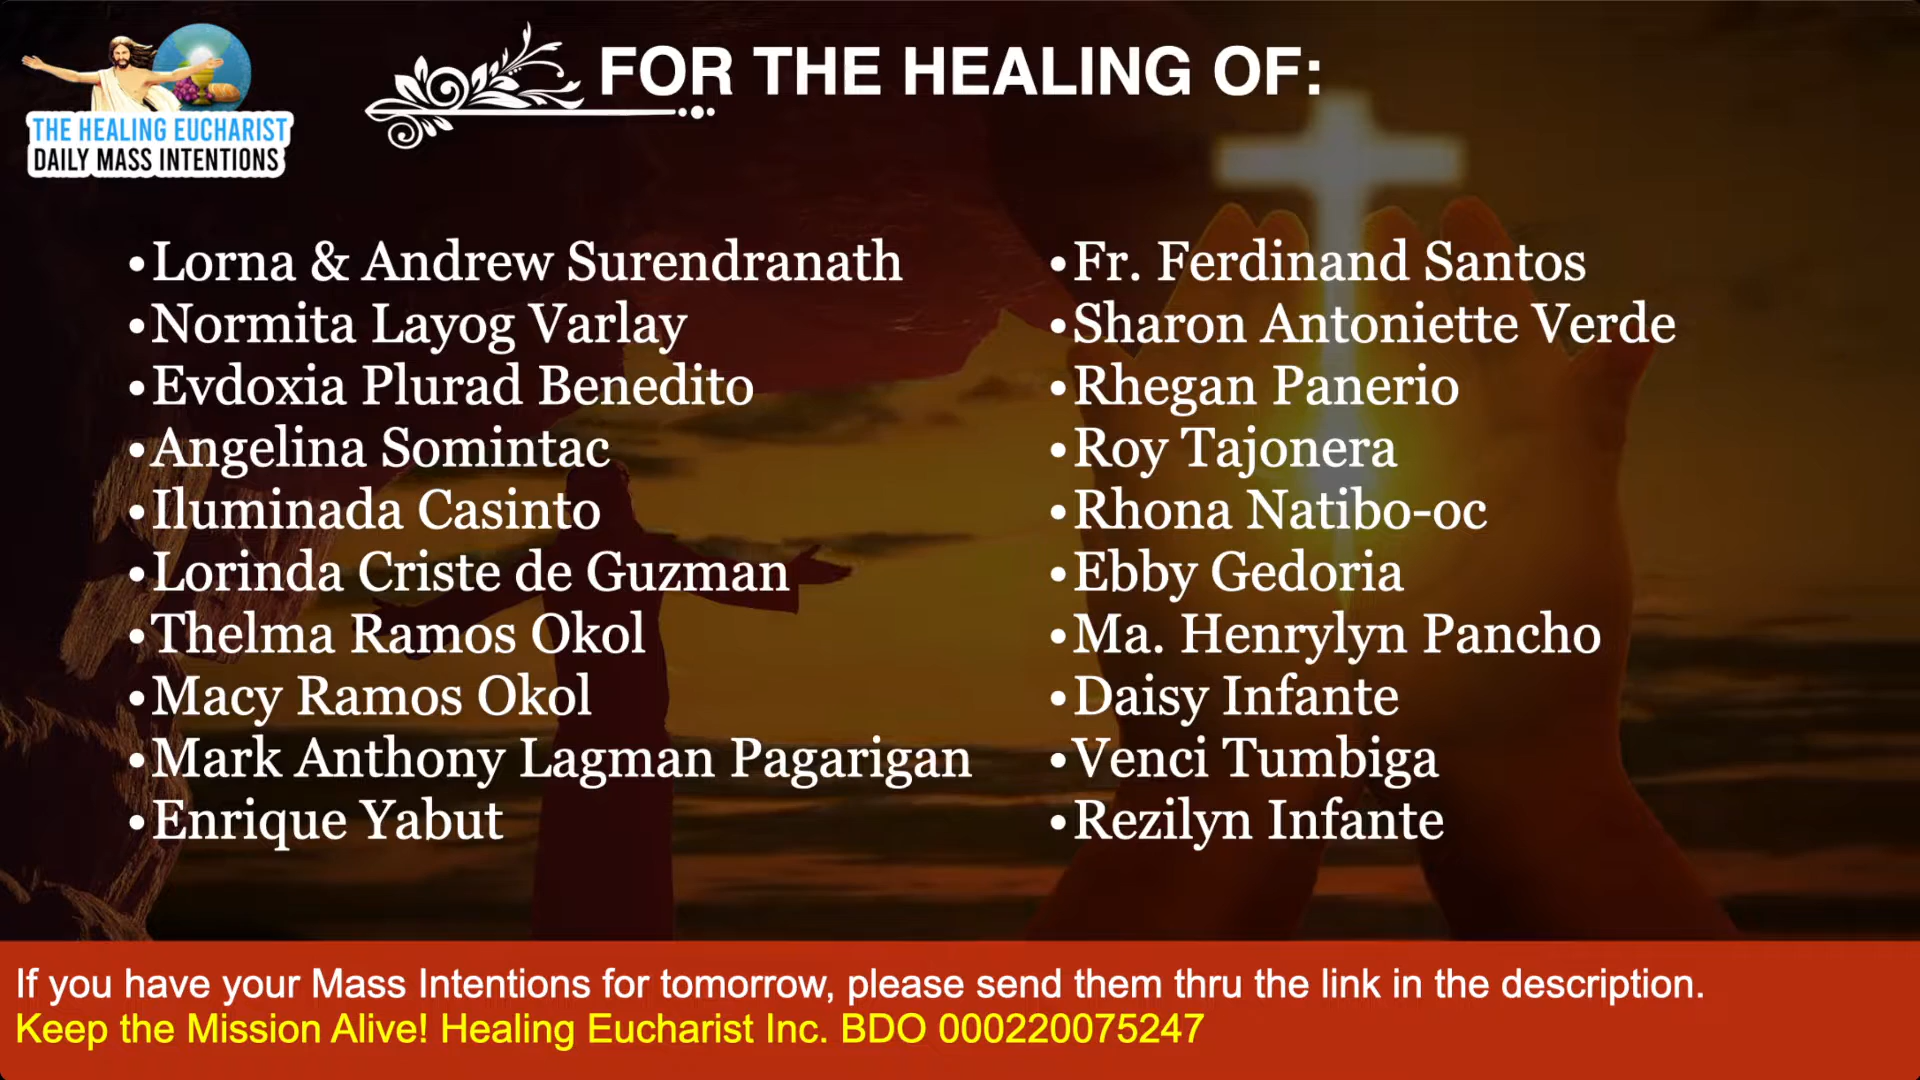 THE HEALING EUCHARIST
DAILY MASS INTENTIONS
FOR THE HEALING OF:
•Lorna & Andrew Surendranath
•Normita Layog Varlay
•Evdoxia Plurad Benedito
•Angelina Somintac
•Iluminada Casinto
•Lorinda Criste de Guzman
•Thelma Ramos Okol
•Macy Ramos Okol
•Mark Anthony Lagman Pagarigan
•Enrique Yabut
•Fr. Ferdinand Santos
•Sharon Antoniette Verde
•Rhegan Panerio
•Roy Tajonera
•Rhona Natibo-oc
•Ebby Gedoria
•Ma. Henrylyn Pancho
•Daisy Infante
•Venci Tumbiga
•Rezilyn Infante
If you have your Mass Intentions for tomorrow, please send them thru the link in the description.
Keep the Mission Alive! Healing Eucharist Inc. BDO 000220075247